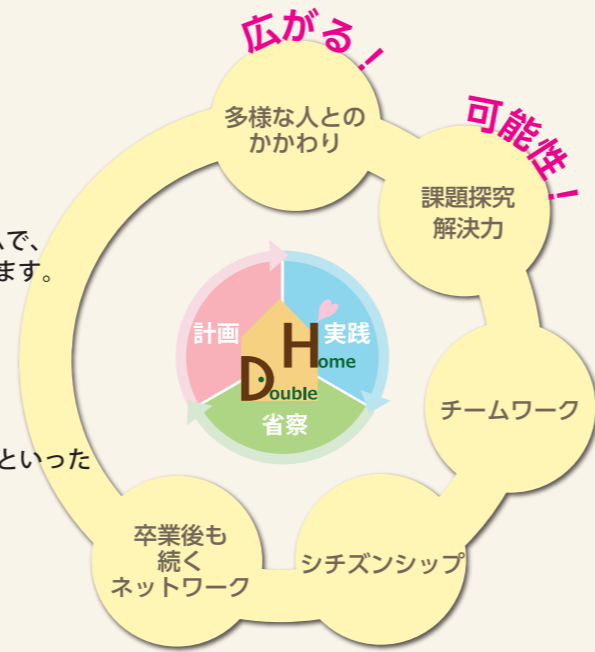 広がる！
可能性！
多様な人との
かかわり
課題探究
解決力
ムで、
ます。
計画
実践
Double
Home
省察
チームワーク
といった
卒業後も
続く
ネットワーク
シチズンシップ